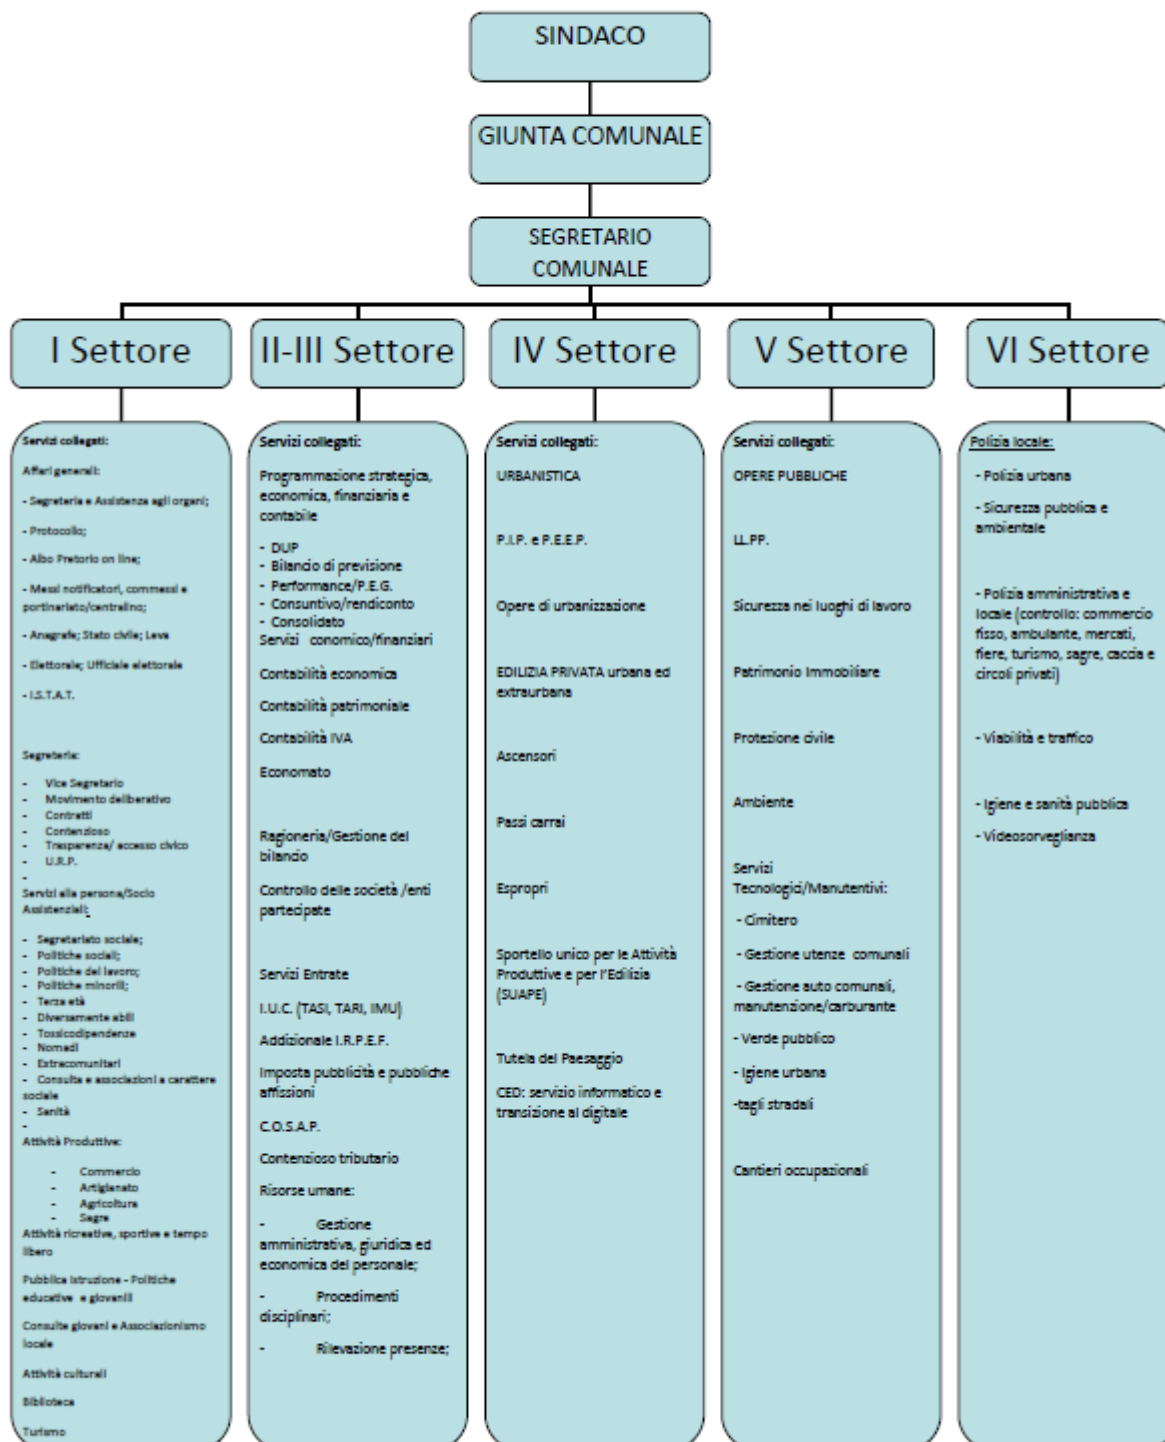 SINDACO
GIUNTA COMUNALE
SEGRETARIO
COMUNALE
I Settore
II-III Settore
IV Settore
V Settore
VI Settore
Servizi collegati:
Affari generali:
- Segreteria e Assistenza agli organi;
- Protocollo;
- Albo Pretorio on line;
- Messi notificatori, commessi e
portinariato/centralino;
- Anagrafe; Stato civile; Leva
- Elettorale; Ufficiale elettorale
- I.S.T.A.T.
Segreteria:
- Vice Segretario
- Movimento deliberativo
- Contratti
- Contenzioso
- Trasparenza/ accesso civico
- U.R.P.
-
Servizi alla persona/Socio
Assistenziali:
- Segretariato sociale;
- Politiche sociali;
- Politiche del lavoro;
- Politiche minorili;
- Terza età
- Diversamente abili
- Tossicodipendenze
- Nomadi
- Extracomunitari
- Consulta e associazioni a carattere
sociale
- Sanità
-
Attività Produttive:
- Commercio
- Artigianato
- Agricoltura
- Sagre
Attività ricreative, sportive e tempo
libero
Pubblica Istruzione - Politiche
educative e giovanili
Consulte giovani e Associazionismo
locale
Attività culturali
Biblioteca
Turismo
Servizi collegati:
Programmazione strategica,
economica, finanziaria e
contabile
- DUP
- Bilancio di previsione
- Performance/P.E.G.
- Consuntivo/rendiconto
- Consolidato
Servizi conomico/finanziari
Contabilità economica
Contabilità patrimoniale
Contabilità IVA
Economato
Ragioneria/Gestione del
bilancio
Controllo delle società /enti
partecipate
Servizi Entrate
I.U.C. (TASI, TARI, IMU)
Addizionale I.R.P.E.F.
Imposta pubblicità e pubbliche
affissioni
C.O.S.A.P.
Contenzioso tributario
Risorse umane:
- Gestione
amministrativa, giuridica ed
economica del personale;
- Procedimenti
disciplinari;
- Rilevazione presenze;
Servizi collegati:
URBANISTICA
P.I.P. e P.E.E.P.
Opere di urbanizzazione
EDILIZIA PRIVATA urbana ed
extraurbana
Ascensori
Passi carrai
Espropri
Sportello unico per le Attività
Produttive e per l'Edilizia
(SUAPE)
Tutela del Paesaggio
CED: servizio informatico e
transizione al digitale
Servizi collegati:
OPERE PUBBLICHE
LL.PP.
Sicurezza nei luoghi di lavoro
Patrimonio Immobiliare
Protezione civile
Ambiente
Servizi
Tecnologici/Manutentivi:
- Cimitero
- Gestione utenze comunali
- Gestione auto comunali,
manutenzione/carburante
- Verde pubblico
- Igiene urbana
-tagli stradali
Cantieri occupazionali
Polizia locale:
- Polizia urbana
- Sicurezza pubblica e
ambientale
- Polizia amministrativa e
locale (controllo: commercio
fisso, ambulante, mercati,
fiere, turismo, sagre, caccia e
circoli privati)
- Viabilità e traffico
- Igiene e sanità pubblica
- Videosorveglianza